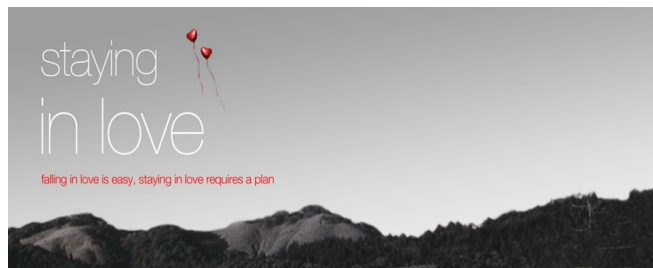 staying
in love
falling in love is easy, staying in love requires a plan